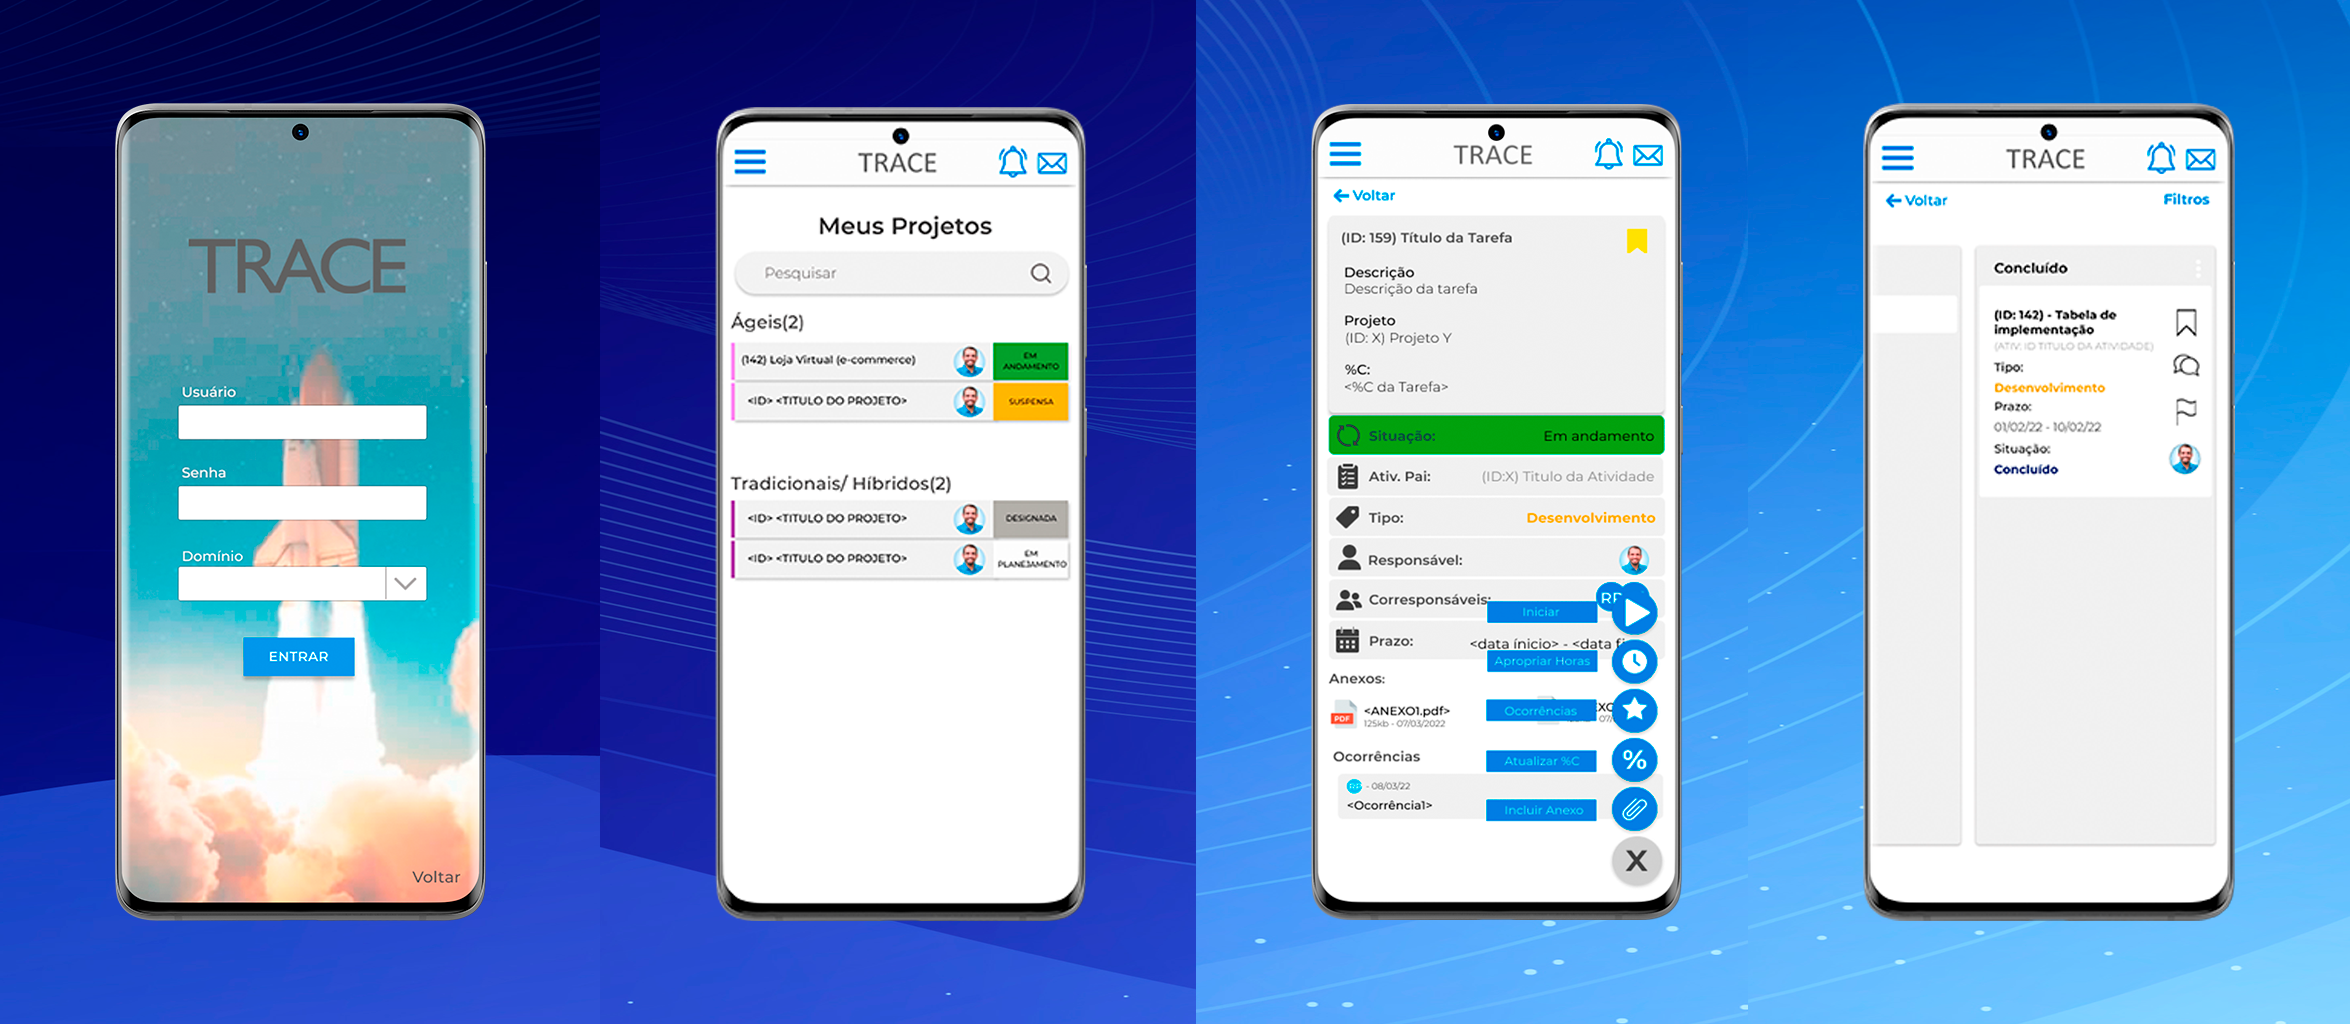 TRACE
Usuário
Senha
Domínio
ENTRAR
Voltar
TRACE
Meus Projetos
Pesquisar
Ágeis(2)
(142) Loja Virtual (e-commerce)
EM
ANDAMENTO
<ID> <TITULO DO PROJETO>
SUSPENSA
Tradicionais/ Híbridos(2)
<ID> <TITULO DO PROJETO>
DESIGNADA
<ID> <TITULO DO PROJETO>
EM
PLANEJAMENTO
TRACE
Voltar
(ID: 159) Título da Tarefa
Descrição
Descrição da tarefa
Projeto
(ID: X) Projeto Y
%C:
<%C da Tarefa>
Situação: Em andamento
Ativ. Pai: (ID:X) Titulo da Atividade
Tipo: Desenvolvimento
Responsável:
Corresponsáveis:
Iniciar
Prazo: <data ínicio> - <data fi
Apropriar Horas
Anexos:
<ANEXO1.pdf>
PDF
125kb - 07/03/2022
Ocorrências
Ocorrências
Atualizar %C
%
RF - 08/03/22
<Ocorrência1>
Incluir Anexo
X
TRACE
Voltar Filtros
Concluído
(ID: 142) - Tabela de
implementação
(ATIV: ID TITULO DA ATIVIDADE)
Tipo:
Desenvolvimento
Prazo:
01/02/22 - 10/02/22
Situação:
Concluído